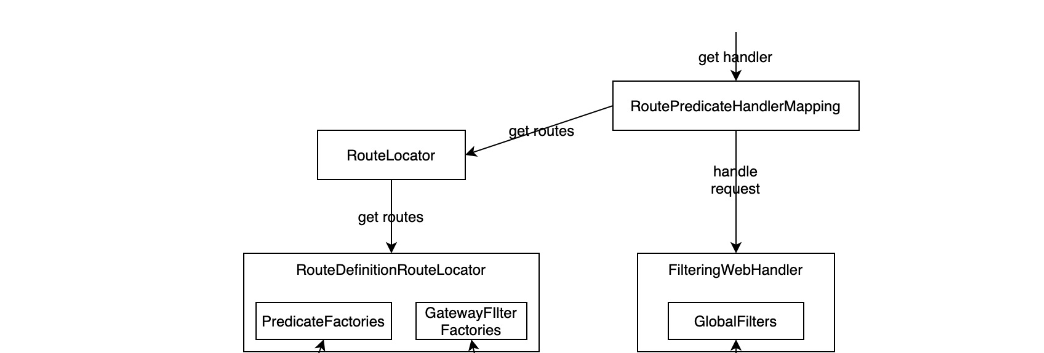 get handler
RoutePredicateHandlerMapping
get routes
RouteLocator
handle
request
get routes
RouteDefinitionRouteLocator
FilteringWebHandler
PredicateFactories
GatewayFIlter
Factories
GlobalFilters